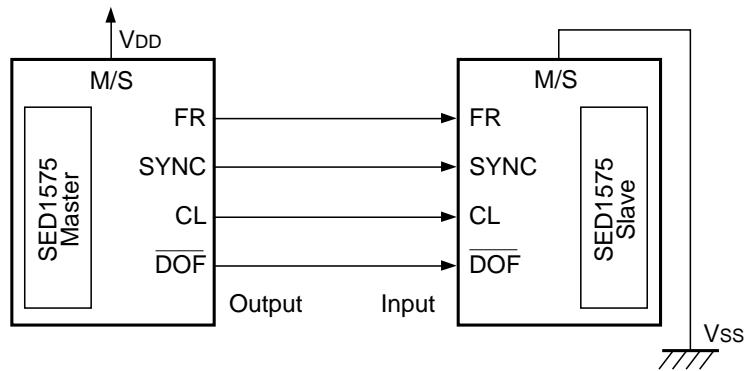 VDD
M/S
M/S
FR
FR
SYNC
SYNC
CL
CL
DOF
DOF
SED1575
Master
SED1575
Slave
Output
Input
VSS